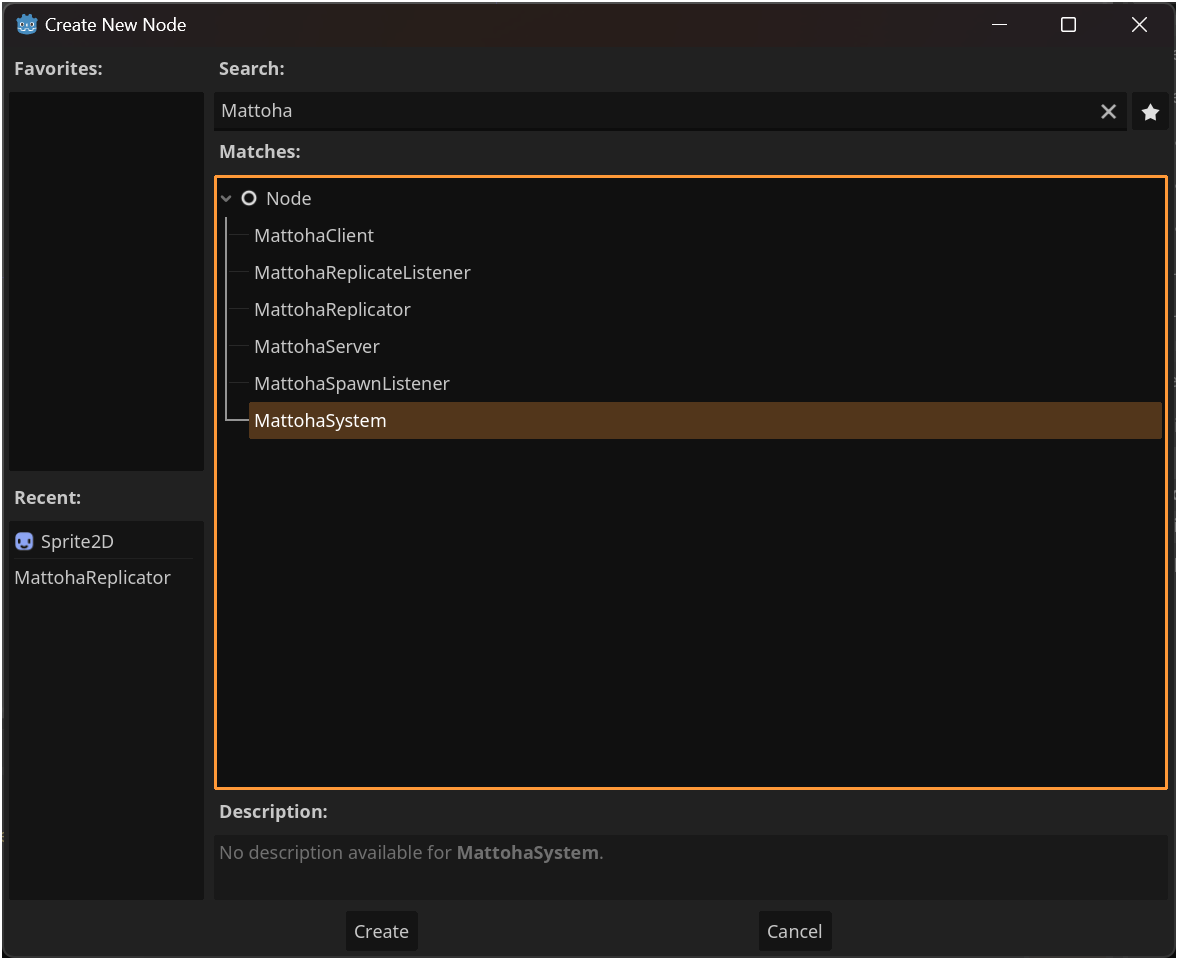 Create New Node
Favorites:
Search:
Mattoha
Matches:
Node
MattohaClient
MattohaReplicateListener
MattohaReplicator
MattohaServer
MattohaSpawnListener
MattohaSystem
Recent:
Sprite2D
MattohaReplicator
Description:
No description available for MattohaSystem.
Create
Cancel